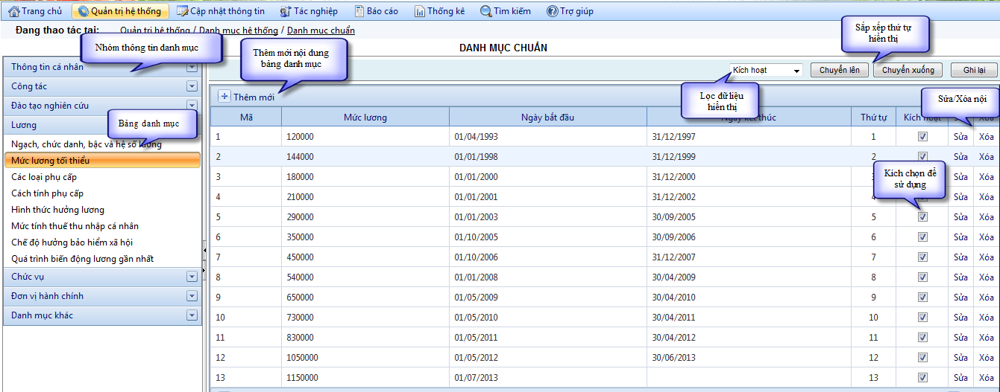 Trang chủ Quản trị hệ thống Cập nhật thông tin Tác nghiệp Báo cáo Thống kê Tìm kiếm Trợ giúp
Đang thao tác tại: Quản trị hệ thống / Danh mục hệ thống / Danh mục chuẩn
Sắp xếp thứ tự
hiển thị
Nhóm thông tin danh mục
Thêm mới nội dung
bảng danh mục
DANH MỤC CHUẨN
Kích hoạt Chuyển lên Chuyển xuống Ghi lại
Thông tin cá nhân
Công tác
Đào tạo nghiên cứu
Lương
Bảng danh mục
Ngạch, chức danh, bậc và hệ số lương
Mức lương tối thiểu
Các loại phụ cấp
Cách tính phụ cấp
Hình thức hưởng lương
Mức tính thuế thu nhập cá nhân
Chế độ hưởng bảo hiểm xã hội
Quá trình biến động lương gần nhất
Chức vụ
Đơn vị hành chính
Danh mục khác
Thêm mới
Lọc dữ liệu
hiển thị
Sửa/Xóa nội
Mã Mức lương Ngày bắt đầu Ngày kết thúc Thứ tự Kích hoạt Xóa
1 120000 01/04/1993 31/12/1997 1 Sửa Xóa
2 144000 01/01/1998 31/12/1999 2 Sửa Xóa
3 180000 01/01/2000 31/12/2000 Sửa Xóa
Kích chọn để
sử dụng
4 210000 01/01/2001 31/12/2002 4 Sửa Xóa
5 290000 01/01/2003 30/09/2005 5 Sửa Xóa
6 350000 01/10/2005 30/09/2006 6 Sửa Xóa
7 450000 01/10/2006 31/12/2007 7 Sửa Xóa
8 540000 01/01/2008 30/04/2009 8 Sửa Xóa
9 650000 01/05/2009 30/04/2010 9 Sửa Xóa
10 730000 01/05/2010 30/04/2011 10 Sửa Xóa
11 830000 01/05/2011 30/04/2012 11 Sửa Xóa
12 1050000 01/05/2012 30/06/2013 12 Sửa Xóa
13 1150000 01/07/2013 13 Sửa Xóa